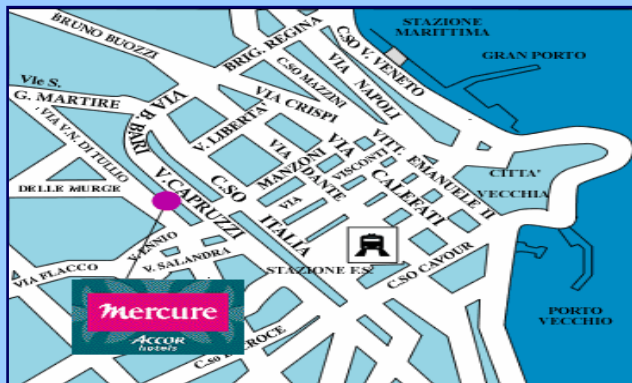 STAZIONE
MARITTIMA
GRAN PORTO
BRUNO BUOZZI
BRIG. REGINA
C.SO V. VENETO
C.SO MAZZINI
VIA NAPOLI
VIe S.
G. MARTIRE
VIA B. BARI
VIA CRISPI
V. LIBERTA'
VIA V.N. DI TULLIO
VIA MANZONI
VIA DANTE
VISCONTI
VIA CALEFATI
VITT. EMANUELE II
CITTA'
VECCHIA
DELLE MURGE
V. CAPRUZZI
C.SO ITALIA
VIA
V. ENNIO
V. SALANDRA
VIA FLACCO
STAZIONE F.S.
C.SO CAVOUR
PORTO
VECCHIO
mercure
ACCOR
hotels
C.so